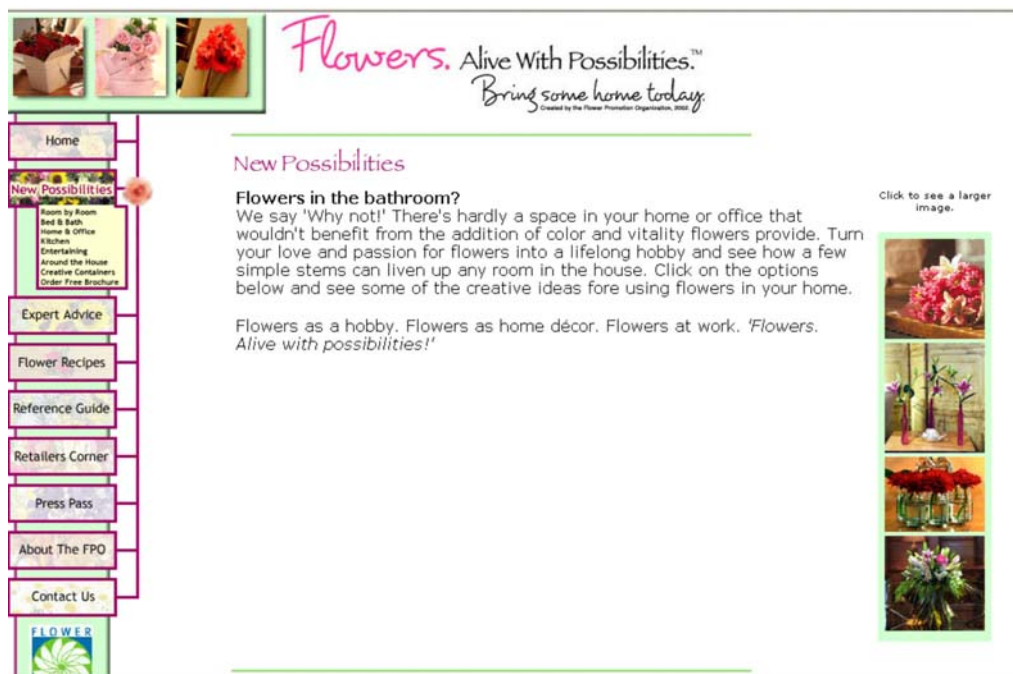 Flowers. Alive With Possibilities.™
Bring some home today.
Created by the Flower Promotion Organization, 2002.
Home
New Possibilities
Room by Room
Bed & Bath
Home & Office
Kitchen
Entertaining
Around the House
Creative Containers
Order Free Brochure
Expert Advice
Flower Recipes
Reference Guide
Retailers Corner
Press Pass
About The FPO
Contact Us
FLOWER
New Possibilities
Flowers in the bathroom?
We say 'Why not!' There's hardly a space in your home or office that
wouldn't benefit from the addition of color and vitality flowers provide. Turn
your love and passion for flowers into a lifelong hobby and see how a few
simple stems can liven up any room in the house. Click on the options
below and see some of the creative ideas fore using flowers in your home.
Flowers as a hobby. Flowers as home décor. Flowers at work. 'Flowers.
Alive with possibilities!'
Click to see a larger
image.